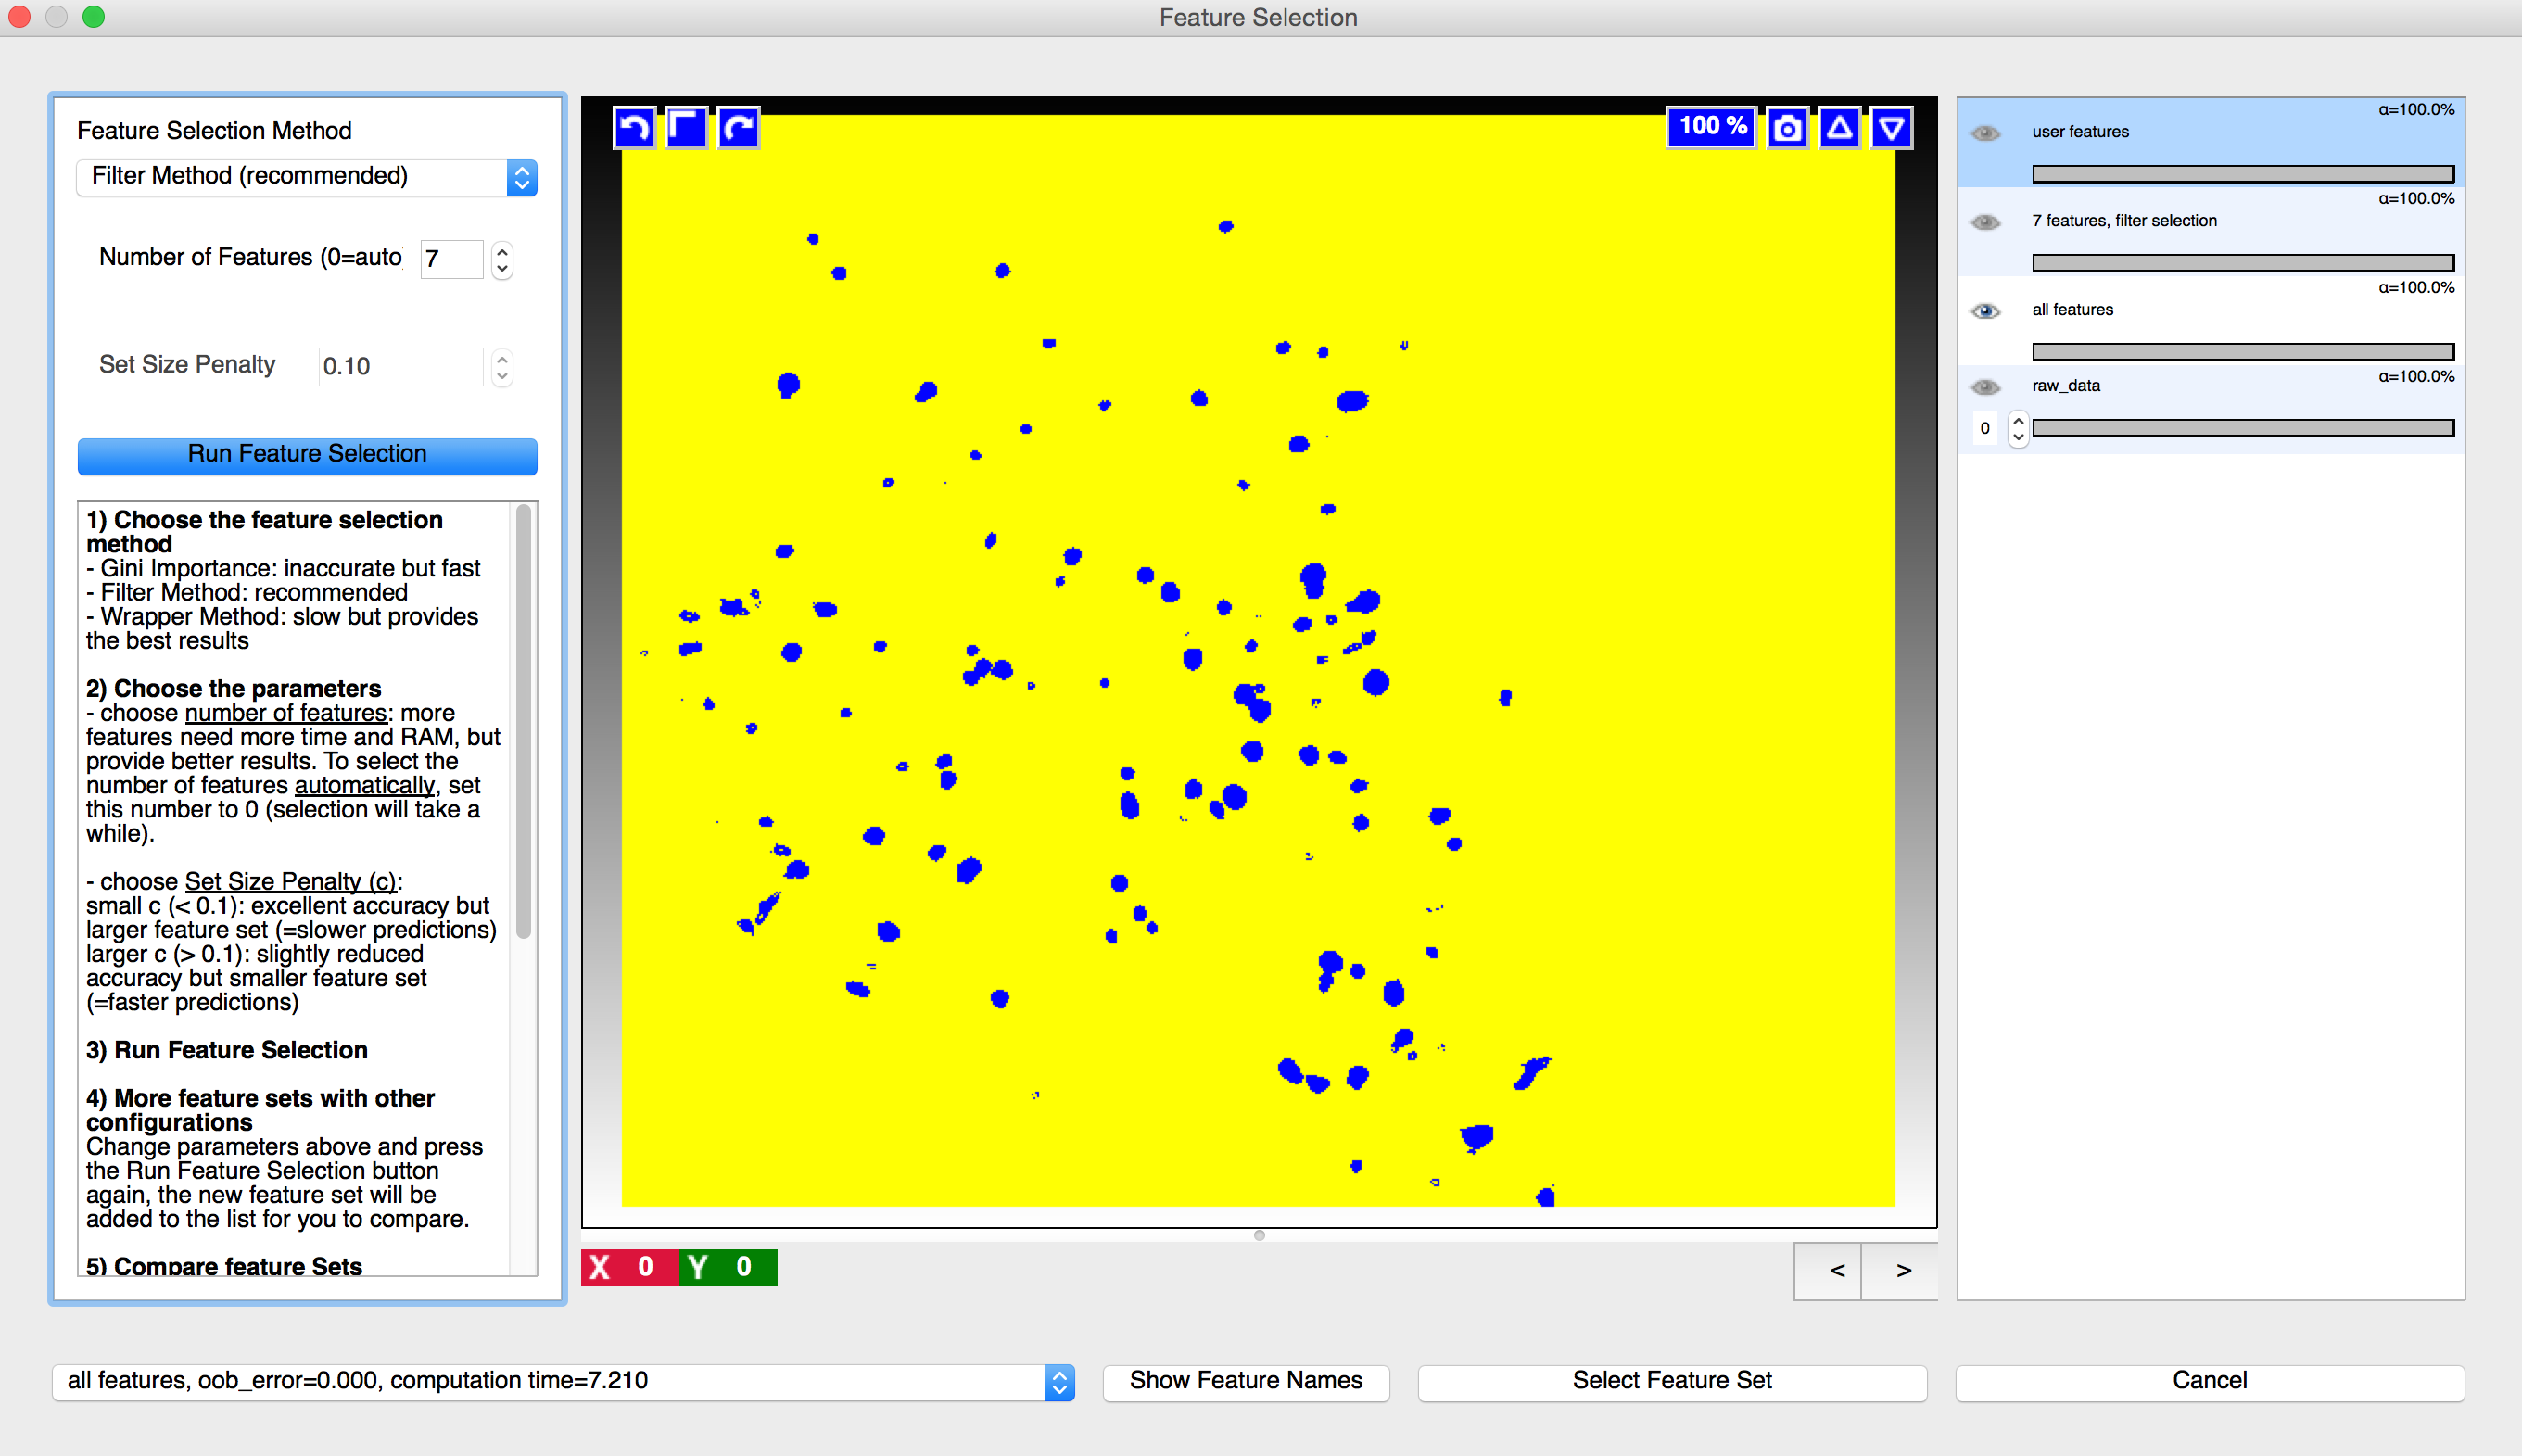 Feature Selection
Feature Selection Method
Filter Method (recommended)
Number of Features (0=auto
7
Set Size Penalty
0.10
Run Feature Selection
1) Choose the feature selection
method
- Gini Importance: inaccurate but fast
- Filter Method: recommended
- Wrapper Method: slow but provides
the best results
2) Choose the parameters
- choose number of features: more
features need more time and RAM, but
provide better results. To select the
number of features automatically, set
this number to 0 (selection will take a
while).
- choose Set Size Penalty (c):
small c (< 0.1): excellent accuracy but
larger feature set (=slower predictions)
larger c (> 0.1): slightly reduced
accuracy but smaller feature set
(=faster predictions)
3) Run Feature Selection
4) More feature sets with other
configurations
Change parameters above and press
the Run Feature Selection button
again, the new feature set will be
added to the list for you to compare.
5) Compare feature Sets
100 %
X 0 Y 0
< >
α=100.0%
user features
α=100.0%
7 features, filter selection
α=100.0%
all features
α=100.0%
raw_data
0
all features, oob_error=0.000, computation time=7.210
Show Feature Names
Select Feature Set
Cancel